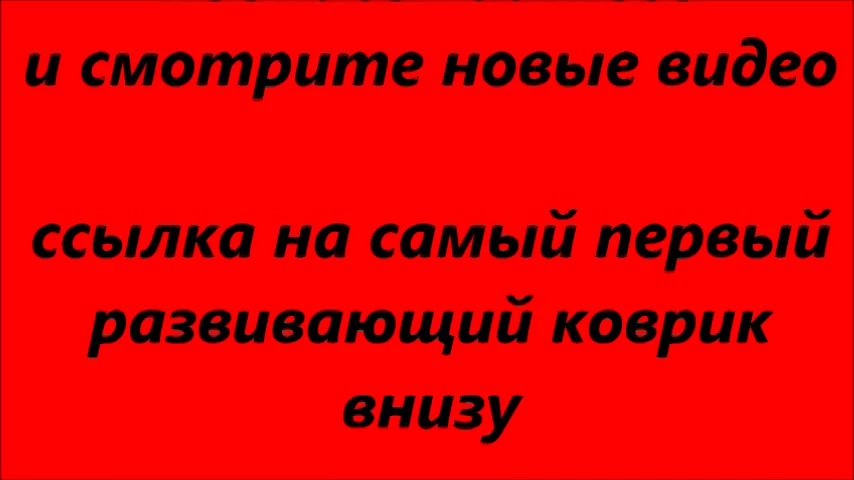 и смотрите новые видео
ссылка на самый первый
развивающий коврик
внизу